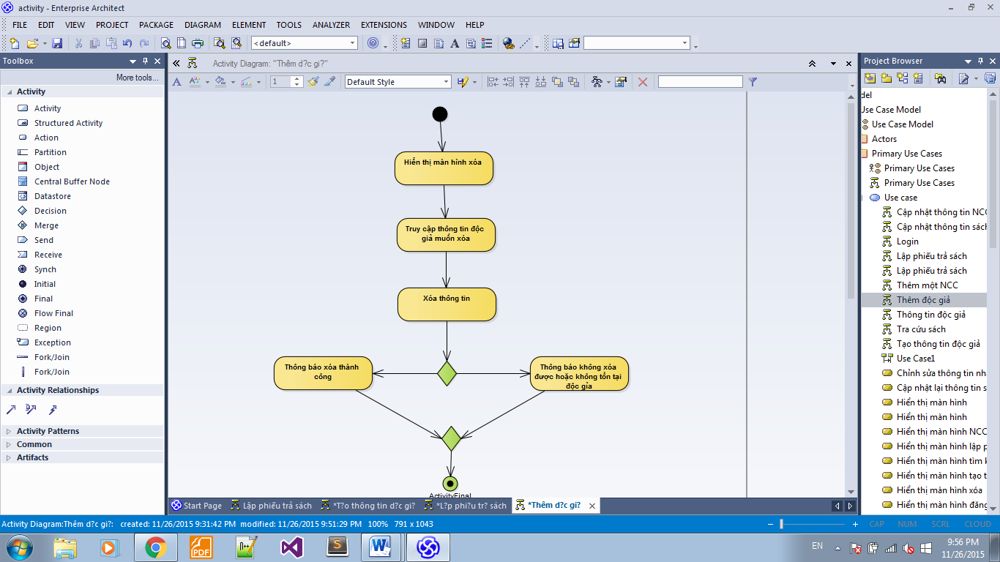 activity - Enterprise Architect
FILE EDIT VIEW PROJECT PACKAGE DIAGRAM ELEMENT TOOLS ANALYZER EXTENSIONS WINDOW HELP
<default>
Toolbox
More tools...
Activity
Activity
Structured Activity
Action
Partition
Object
Central Buffer Node
Datastore
Decision
Merge
Send
Receive
Synch
Initial
Final
Flow Final
Region
Exception
Fork/Join
Fork/Join
Activity Relationships
Activity Patterns
Common
Artifacts
Activity Diagram: "Thêm d?c gi?"
1
Default Style
Hiển thị màn hình xóa
Truy cập thông tin độc
giả muốn xóa
Xóa thông tin
Thông báo xóa thành
công
Thông báo không xóa
được hoặc không tồn tại
độc gỉa
ActivityFinal
Start Page
Lập phiếu trả sách
*T?o thông tin d?c gi?
*L?p phi?u tr? sách
*Thêm d?c gi?
Project Browser
del
Use Case Model
Use Case Model
Actors
Primary Use Cases
Primary Use Cases
Primary Use Cases
Use case
Cập nhật thông tin NCC
Cập nhật thông tin sách
Login
Lập phiếu trả sách
Lập phiếu trả sách
Thêm một NCC
Thêm độc giả
Thông tin độc giả
Tra cứu sách
Tạo thông tin độc giả
Use Case1
Chỉnh sửa thông tin nh
Cập nhật lại thông tin s
Hiển thị màn hình
Hiển thị màn hình
Hiển thị màn hình NCC
Hiển thị màn hình lập p
Hiển thị màn hình tìm k
Hiển thị màn hình tạo t
Hiển thị màn hình xóa
Hiển thị màn hình đăng
Activity Diagram:Thêm d?c gi?: created: 11/26/2015 9:31:42 PM modified: 11/26/2015 9:51:29 PM 100% 791 x 1043
CAP NUM SCRL CLOUD
EN
9:56 PM
11/26/2015